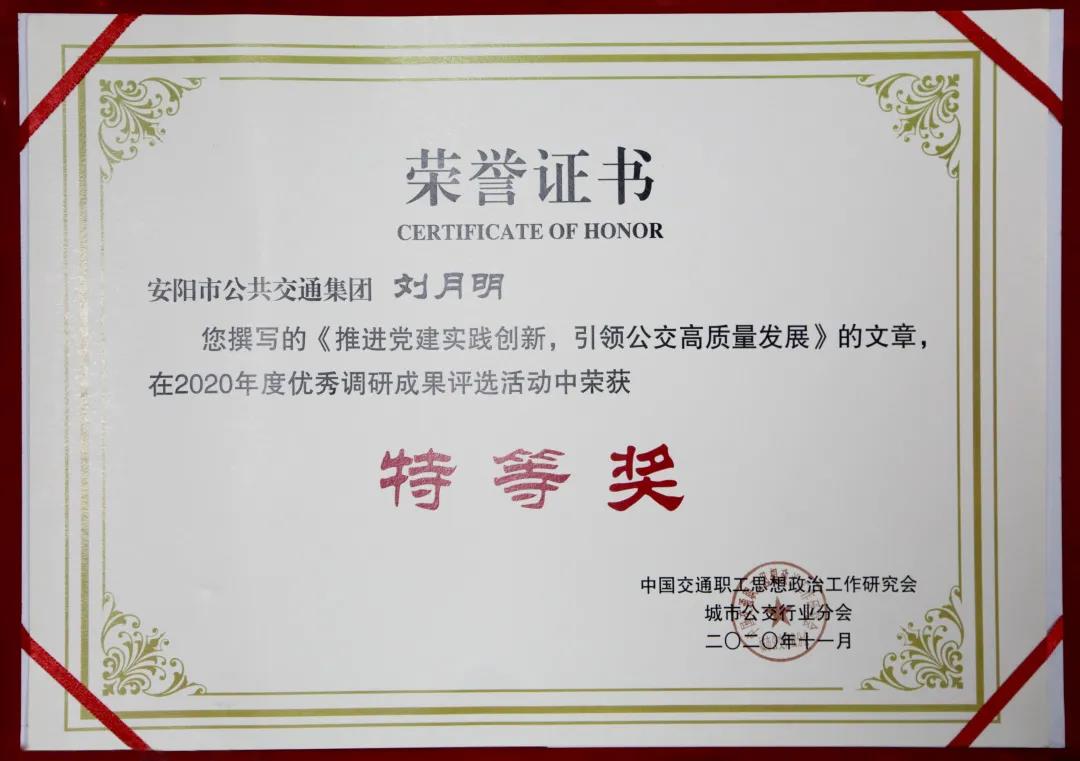 荣誉证书
CERTIFICATE OF HONOR
安阳市公共交通集团 刘月明
您撰写的《推进党建实践创新，引领公交高质量发展》的文章，
在2020年度优秀调研成果评选活动中荣获
特等奖
中国交通职工思想政治工作研究会
城市公交行业分会
二〇二〇年十一月